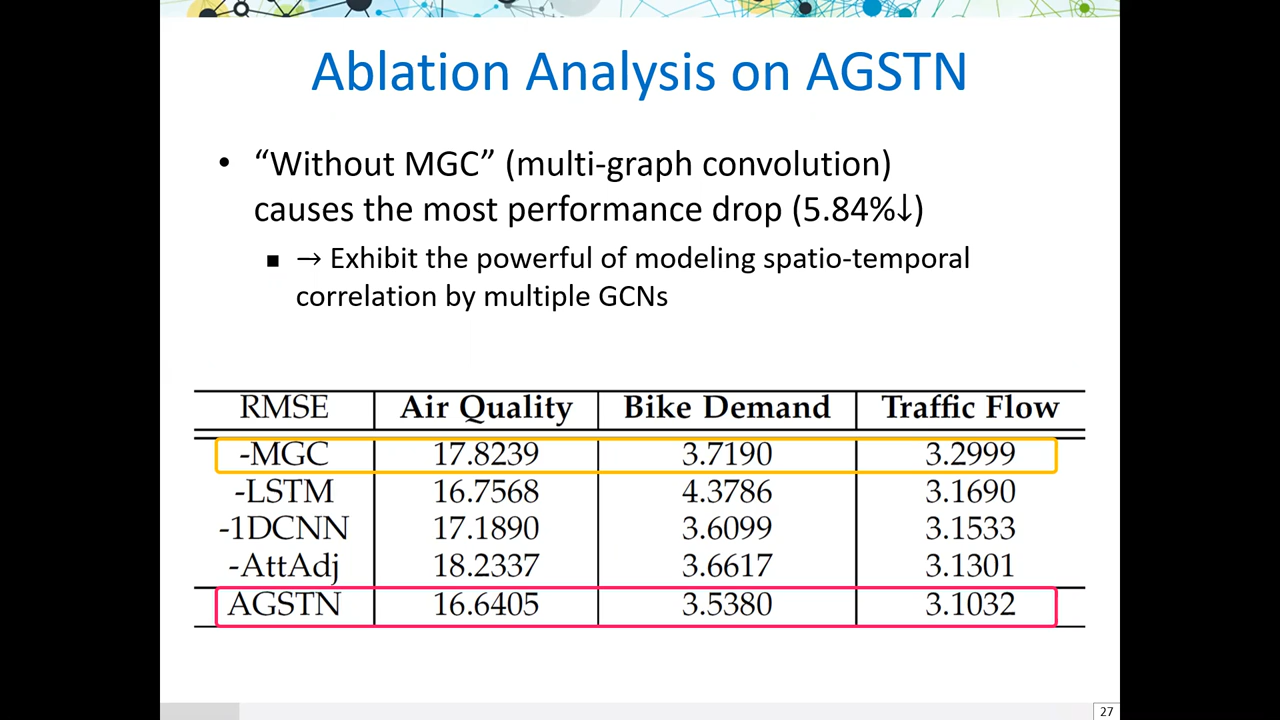 Ablation Analysis on AGSTN
• “Without MGC” (multi-graph convolution)
causes the most performance drop (5.84%↓)
▪ → Exhibit the powerful of modeling spatio-temporal
correlation by multiple GCNs
RMSE Air Quality Bike Demand Traffic Flow
-MGC 17.8239 3.7190 3.2999
-LSTM 16.7568 4.3786 3.1690
-1DCNN 17.1890 3.6099 3.1533
-AttAdj 18.2337 3.6617 3.1301
AGSTN 16.6405 3.5380 3.1032
27